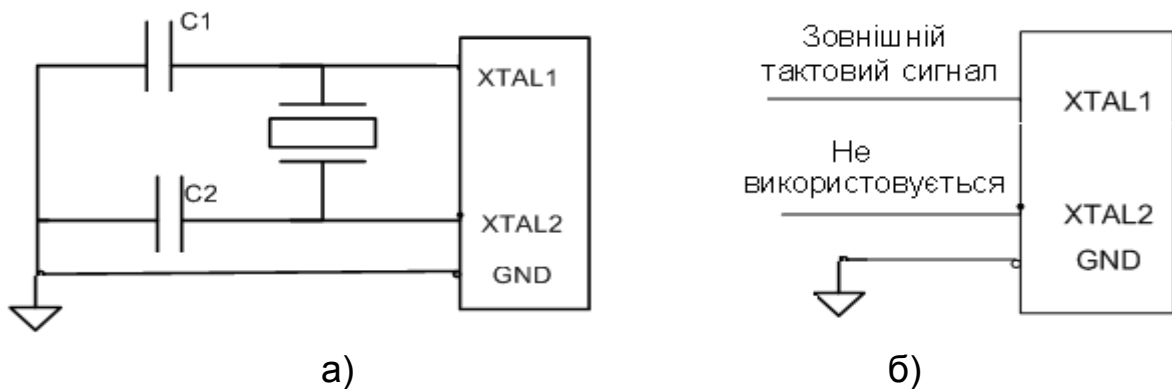 C1
XTAL1
C2
XTAL2
GND
а)
Зовнішній
тактовий сигнал
XTAL1
Не
використовується
XTAL2
GND
б)